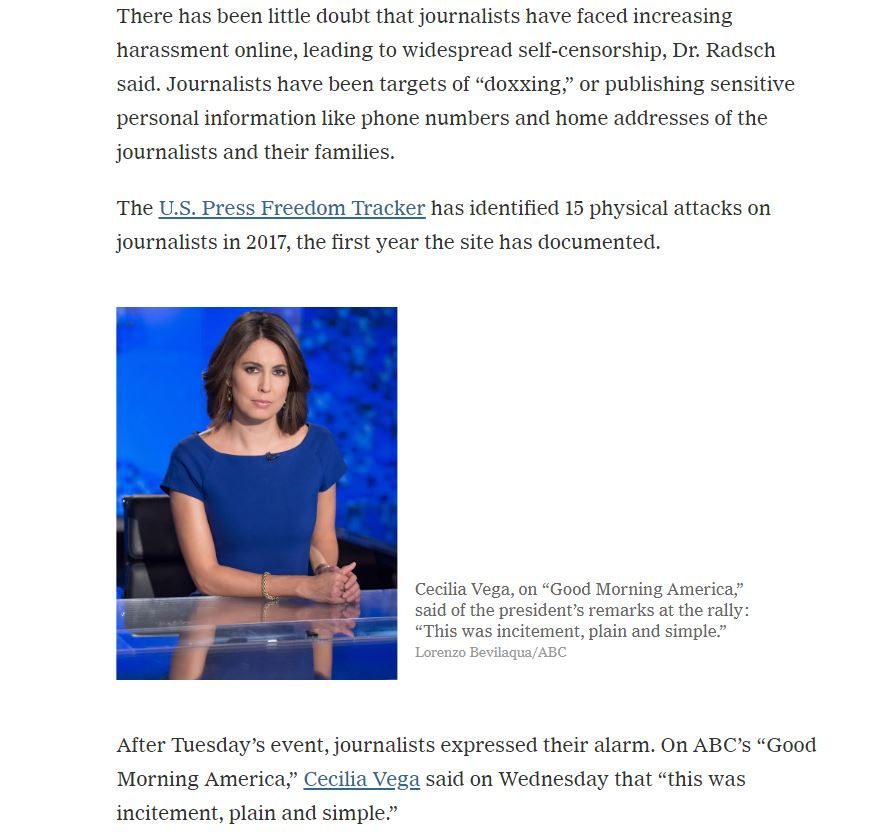 There has been little doubt that journalists have faced increasing
harassment online, leading to widespread self-censorship, Dr. Radsch
said. Journalists have been targets of “doxxing,” or publishing sensitive
personal information like phone numbers and home addresses of the
journalists and their families.
The U.S. Press Freedom Tracker has identified 15 physical attacks on
journalists in 2017, the first year the site has documented.
Cecilia Vega, on “Good Morning America,”
said of the president’s remarks at the rally:
“This was incitement, plain and simple.”
Lorenzo Bevilaqua/ABC
After Tuesday’s event, journalists expressed their alarm. On ABC’s “Good
Morning America,” Cecilia Vega said on Wednesday that “this was
incitement, plain and simple.”